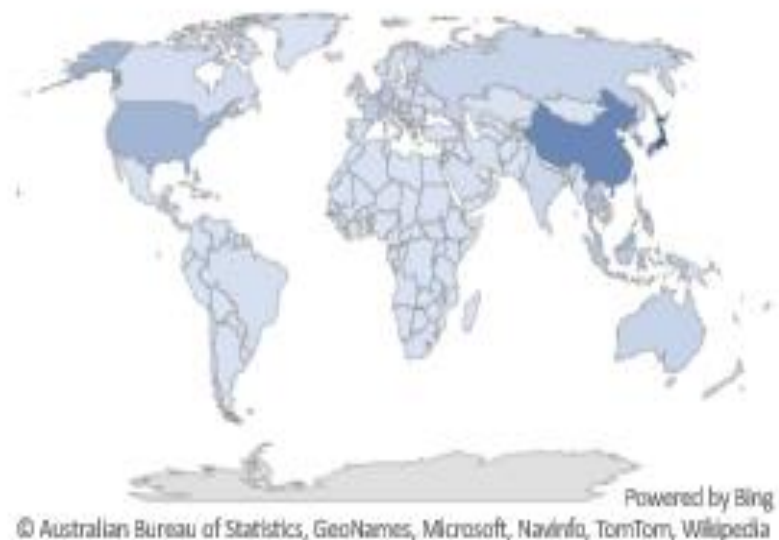 Powered by Bing
© Australian Bureau of Statistics, GeoNames, Microsoft, Navinfo, TomTom, Wikipedia